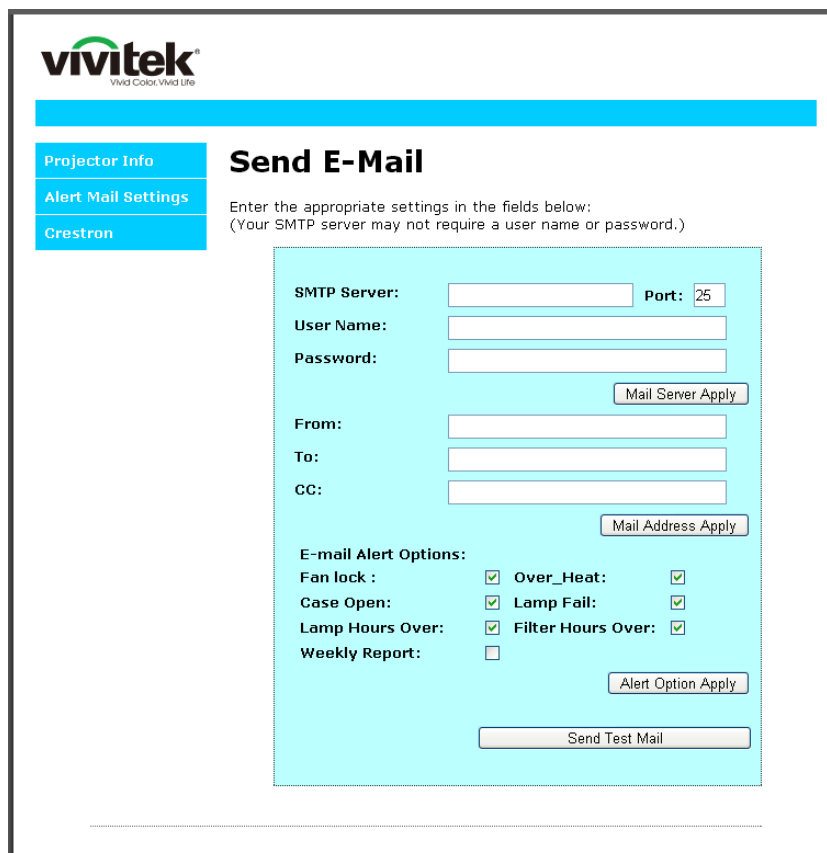 vivitek®
Vivid Color, Vivid Life
Projector Info
Alert Mail Settings
Crestron
Send E-Mail
Enter the appropriate settings in the fields below:
(Your SMTP server may not require a user name or password.)
SMTP Server: Port: 25
User Name:
Password:
Mail Server Apply
From:
To:
CC:
Mail Address Apply
E-mail Alert Options:
Fan lock : Over_Heat:
Case Open: Lamp Fail:
Lamp Hours Over: Filter Hours Over:
Weekly Report:
Alert Option Apply
Send Test Mail